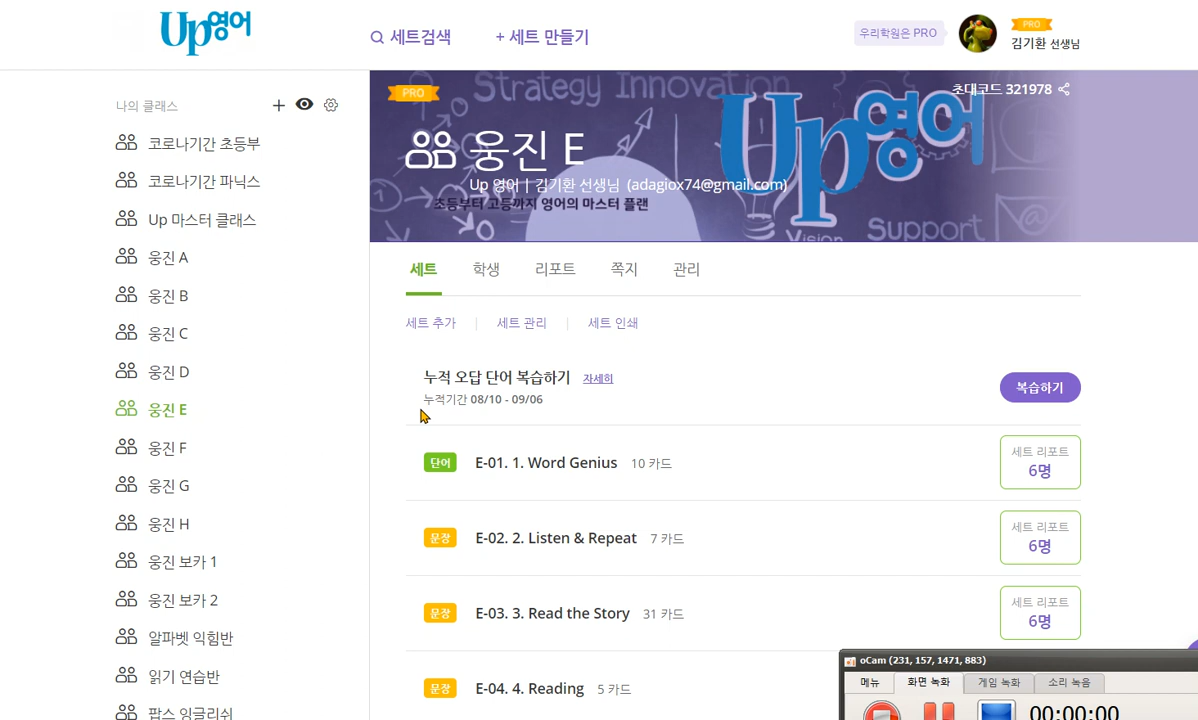 Up영어
세트검색
+ 세트 만들기
우리학원은 PRO
PRO
김기환 선생님
나의 클래스
코로나기간 초등부
코로나기간 파닉스
Up 마스터 클래스
웅진 A
웅진 B
웅진 C
웅진 D
웅진 E
웅진 F
웅진 G
웅진 H
웅진 보카 1
웅진 보카 2
알파벳 익힘반
읽기 연습반
팝스 잉글리쉬
PRO
Strategy Innovation
초대코드 321978
웅진 E
Up영어
Up 영어 | 김기환 선생님 (adagiox74@gmail.com)
초등부터 고등까지 영어의 마스터 플랜
Vision
Support
세트
학생
리포트
쪽지
관리
세트 추가
세트 관리
세트 인쇄
누적 오답 단어 복습하기 자세히
누적기간 08/10 - 09/06
복습하기
단어 E-01. 1. Word Genius 10 카드
세트 리포트
6명
문장 E-02. 2. Listen & Repeat 7 카드
세트 리포트
6명
문장 E-03. 3. Read the Story 31 카드
세트 리포트
6명
문장 E-04. 4. Reading 5 카드
oCam (231, 157, 1471, 883)
메뉴
화면 녹화
게임 녹화
소리 녹음
00:00:00